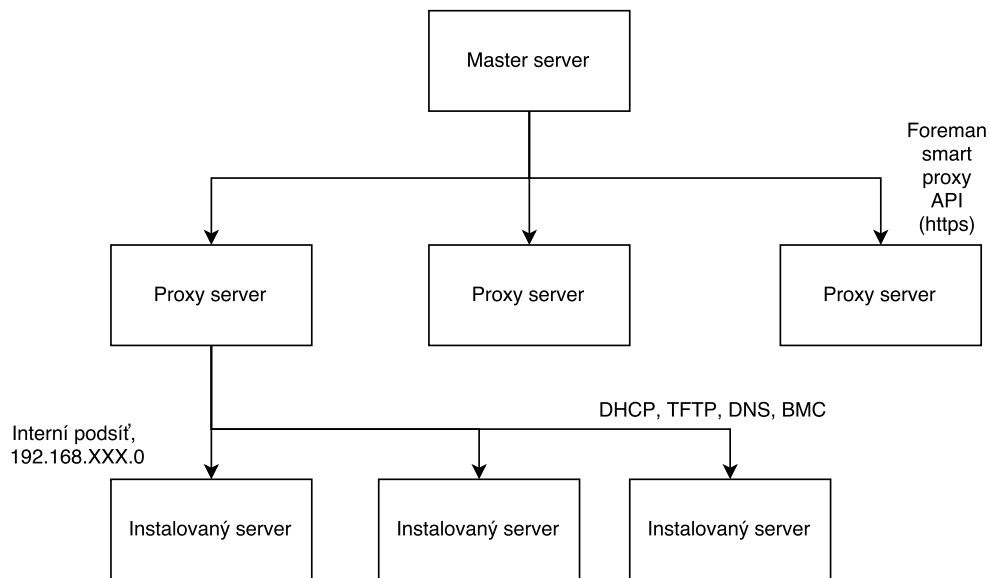 Master server
Foreman
smart
proxy
API
(https)
Proxy server
Proxy server
Proxy server
DHCP, TFTP, DNS, BMC
Interní podsíť,
192.168.XXX.0
Instalovaný server
Instalovaný server
Instalovaný server